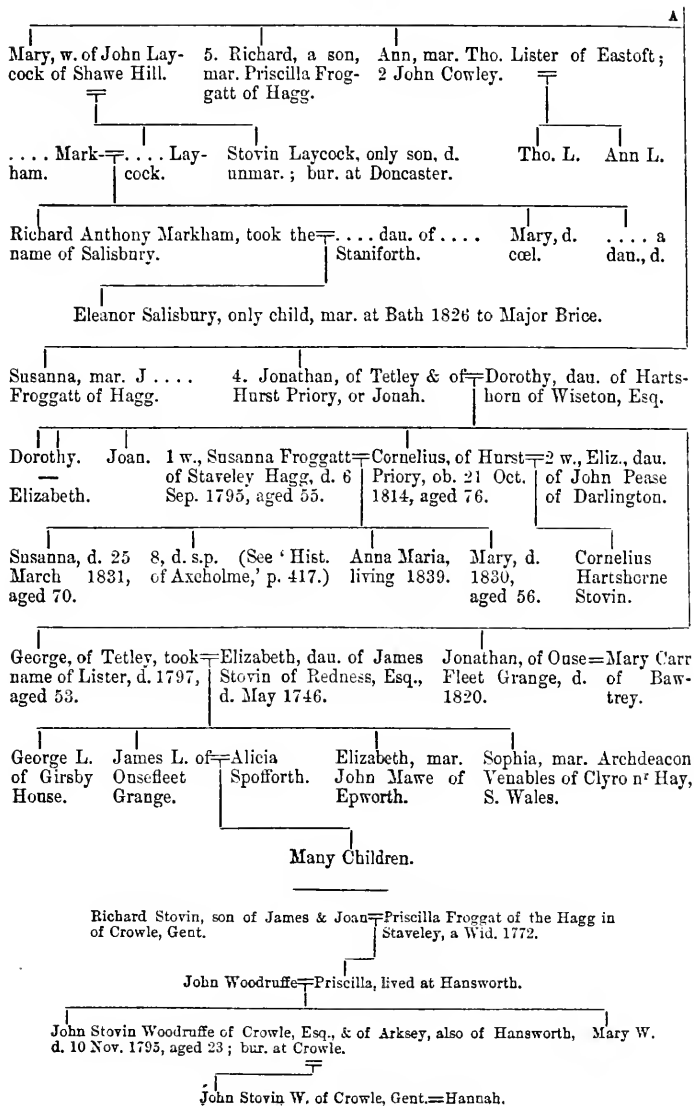 A
Mary, w. of John Lay- 5. Richard, a son, Ann, mar. Tho. Lister of Eastoft;
cock of Shawe Hill. mar. Priscilla Frog- 2 John Cowley.
gatt of Hagg.
.... Mark- .... Lay- Stovin Laycock, only son, d. Tho. L. Ann L.
ham. cock. unmar.; bur. at Doncaster.
Richard Anthony Markham, took the .... dau. of .... Mary, d. .... a
name of Salisbury. Staniforth. cœl. dau., d.
Eleanor Salisbury, only child, mar. at Bath 1826 to Major Brice.
Susanna, mar. J .... 4. Jonathan, of Tetley & of Dorothy, dau. of Harts-
Froggatt of Hagg. Hurst Priory, or Jonah. horn of Wiseton, Esq.
Dorothy. Joan. 1 w., Susanna Froggatt Cornelius, of Hurst 2 w., Eliz., dau.
— of Staveley Hagg, d. 6 Priory, ob. 21 Oct. of John Pease
Elizabeth. Sep. 1795, aged 55. 1814, aged 76. of Darlington.
Susanna, d. 25 8, d. s.p. (See ‘Hist. Anna Maria, Mary, d. Cornelius
March 1831, of Axcholme,’ p. 417.) living 1839. 1830, Hartshorne
aged 70. aged 56. Stovin.
George, of Tetley, took Elizabeth, dau. of James Jonathan, of Ouse=Mary Carr
name of Lister, d. 1797, Stovin of Redness, Esq., Fleet Grange, d. of Baw-
aged 53. d. May 1746. 1820. trey.
George L. James L. of Alicia Elizabeth, mar. Sophia, mar. Archdeacon
of Girsby Ousefleet Spofforth. John Mawe of Venables of Clyro nr Hay,
House. Grange. Epworth. S. Wales.
Many Children.
Richard Stovin, son of James & Joan Priscilla Froggat of the Hagg in
of Crowle, Gent. Staveley, a Wid. 1772.
John Woodruffe Priscilla, lived at Hansworth.
John Stovin Woodruffe of Crowle, Esq., & of Arksey, also of Hansworth, Mary W.
d. 10 Nov. 1795, aged 23; bur. at Crowle.
John Stovin W. of Crowle, Gent.=Hannah.